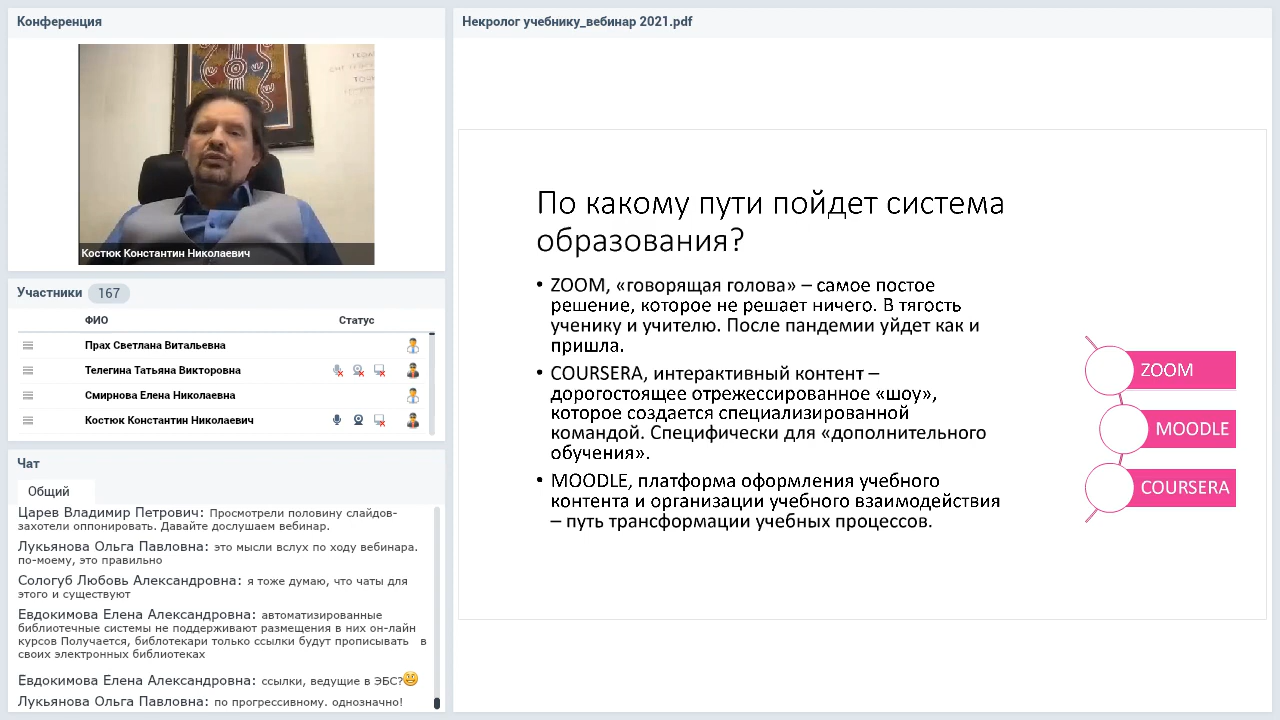 Конференция
Костюк Константин Николаевич
Участники 167
ФИО Статус
Прах Светлана Витальевна
Телегина Татьяна Викторовна
Смирнова Елена Николаевна
Костюк Константин Николаевич
Чат
Общий
Царев Владимир Петрович: Просмотрели половину слайдов-
захотели оппонировать. Давайте дослушаем вебинар.
Лукьянова Ольга Павловна: это мысли вслух по ходу вебинара.
по-моему, это правильно
Сологуб Любовь Александровна: я тоже думаю, что чаты для
этого и существуют
Евдокимова Елена Александровна: автоматизированные
библиотечные системы не поддерживают размещения в них он-лайн
курсов Получается, библотекари только ссылки будут прописывать в
своих электронных библиотеках
Евдокимова Елена Александровна: ссылки, ведущие в ЭБС?
Лукьянова Ольга Павловна: по прогрессивному. однозначно!
Некролог учебнику_вебинар 2021.pdf
По какому пути пойдет система
образования?
• ZOOM, «говорящая голова» – самое постое
решение, которое не решает ничего. В тягость
ученику и учителю. После пандемии уйдет как и
пришла.
• COURSERA, интерактивный контент –
дорогостоящее отрежессированное «шоу»,
которое создается специализированной
командой. Специфически для «дополнительного
обучения».
• MOODLE, платформа оформления учебного
контента и организации учебного взаимодействия
– путь трансформации учебных процессов.
ZOOM
MOODLE
COURSERA